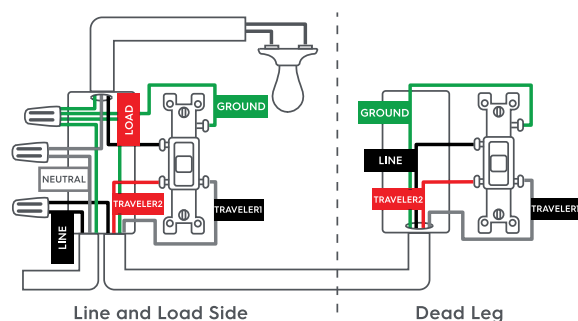 GROUND
LOAD
NEUTRAL
TRAVELER2
TRAVELER1
LINE
Line and Load Side
GROUND
LINE
TRAVELER2
TRAVELER1
Dead Leg